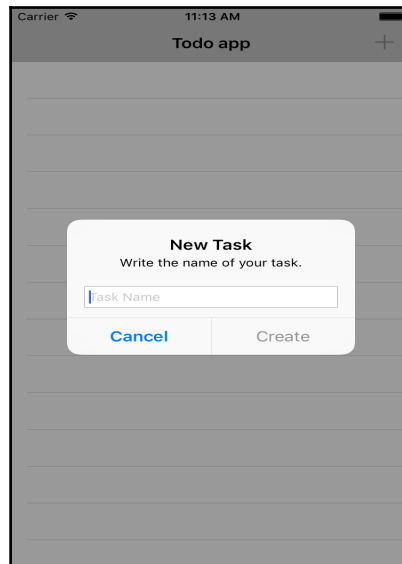 Carrier 11:13 AM
Todo app
New Task
Write the name of your task.
Task Name
Cancel Create